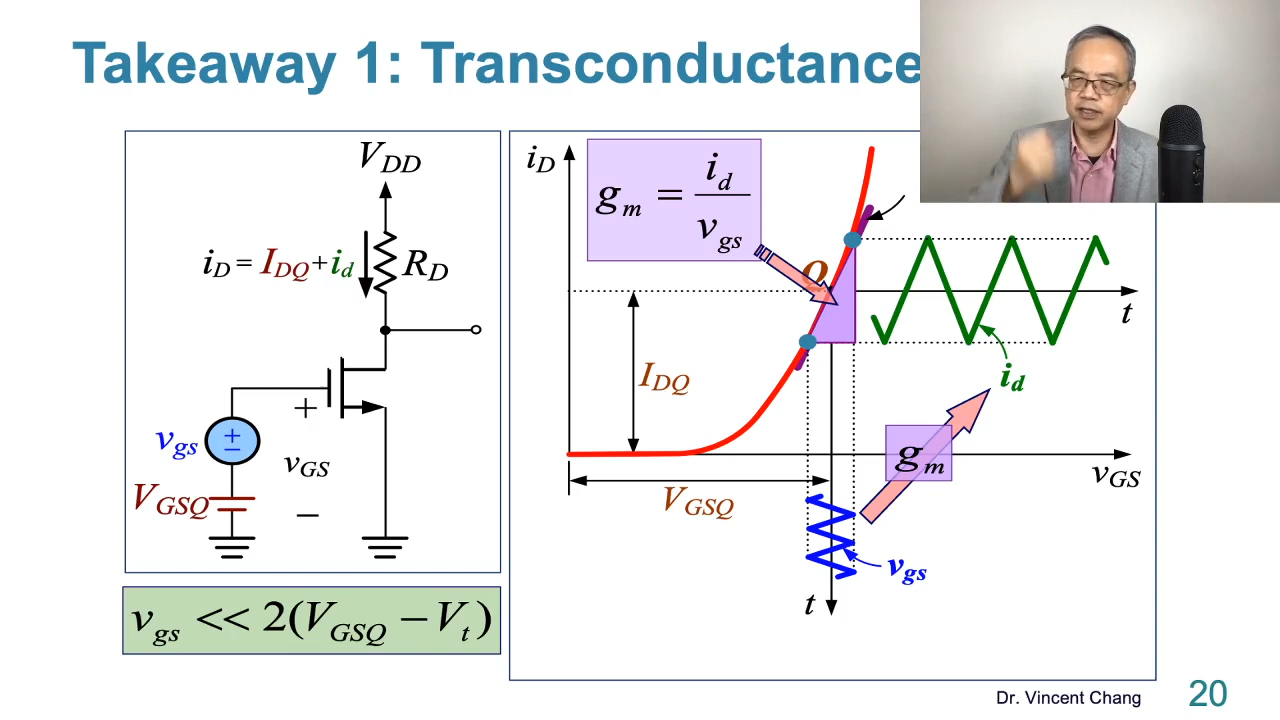 Takeaway 1: Transconductance
V_DD
i_D = I_DQ + i_d
R_D
v_gs
+
−
+
v_GS
−
V_GSQ
v_gs << 2(V_GSQ − V_t)
i_D
g_m = i_d / v_gs
Q
t
i_d
I_DQ
g_m
v_GS
V_GSQ
v_gs
t
Dr. Vincent Chang
20